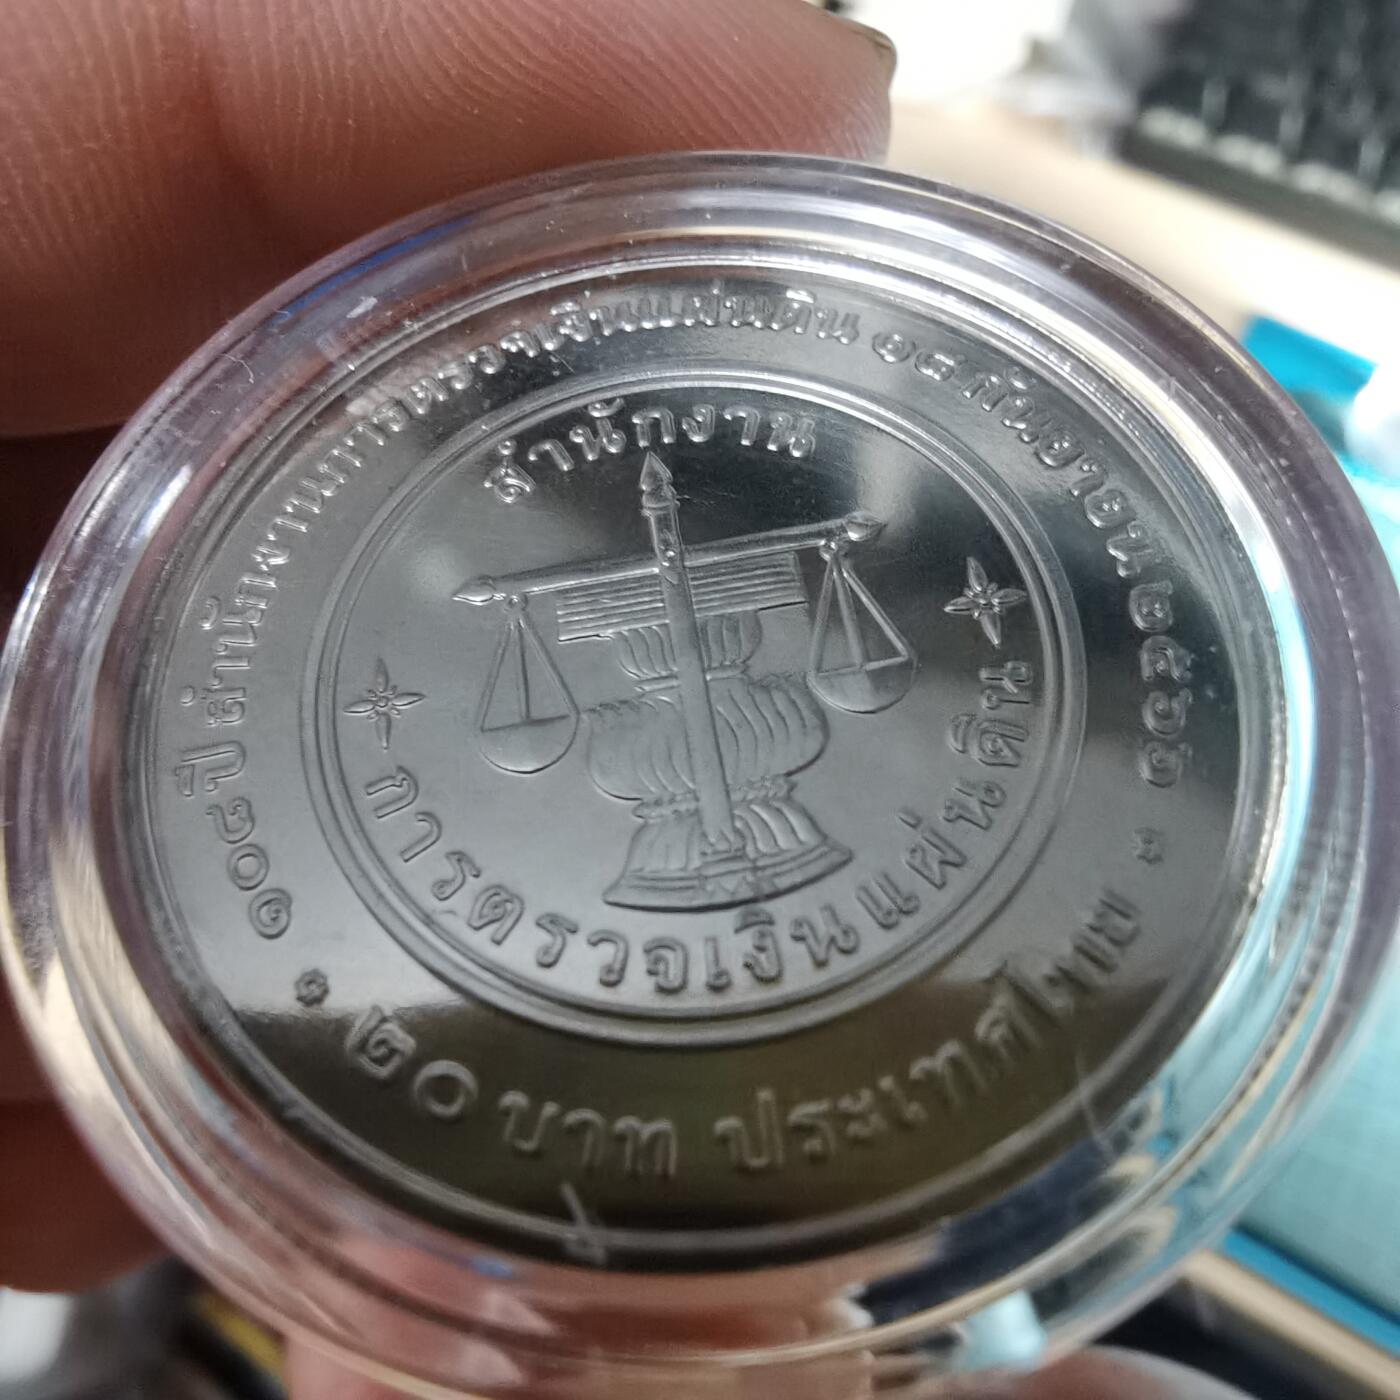 ๑๐๘ ปี สำนักงานการตรวจเงินแผ่นดิน ๑๘ กันยายน ๒๕๖๖
สำนักงาน
การตรวจเงินแผ่นดิน
๒๐ บาท ประเทศไทย